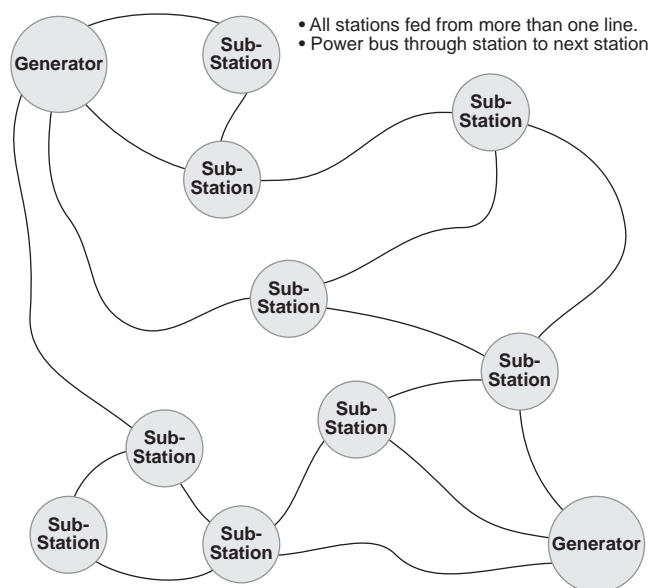 • All stations fed from more than one line.
• Power bus through station to next station
Generator
Sub-
Station
Sub-
Station
Sub-
Station
Sub-
Station
Sub-
Station
Sub-
Station
Sub-
Station
Sub-
Station
Sub-
Station
Generator